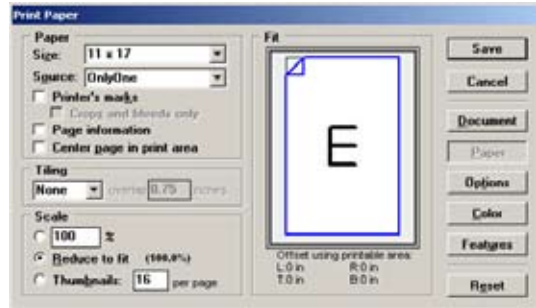 Print Paper
Paper
Size: 11 x 17
Source: OnlyOne
Printer's marks
Crops and bleeds only
Page information
Center page in print area
Tiling
None overlap 0.75 inches
Scale
100 %
Reduce to fit (100.0%)
Thumbnails: 16 per page
Fit
E
Offset using printable area:
L:0 in R:0 in
T:0 in B:0 in
Save
Cancel
Document
Paper
Options
Color
Features
Reset